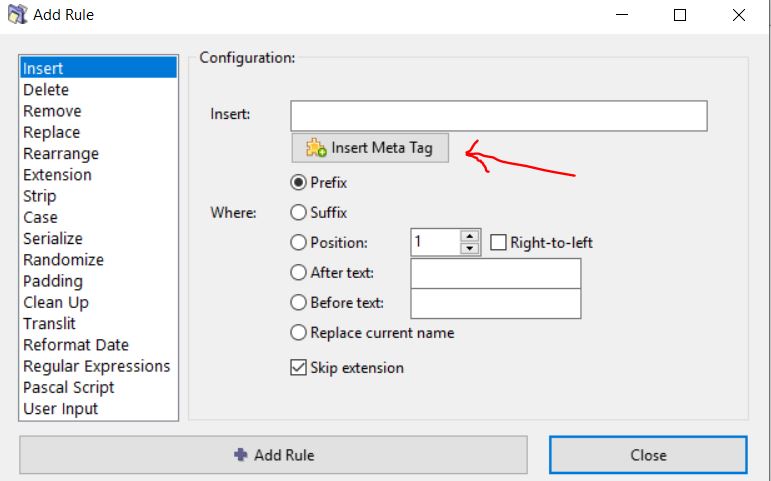 Add Rule
Insert
Delete
Remove
Replace
Rearrange
Extension
Strip
Case
Serialize
Randomize
Padding
Clean Up
Translit
Reformat Date
Regular Expressions
Pascal Script
User Input
Configuration:
Insert:
Insert Meta Tag
Where:
Prefix
Suffix
Position: 1 Right-to-left
After text:
Before text:
Replace current name
Skip extension
Add Rule
Close